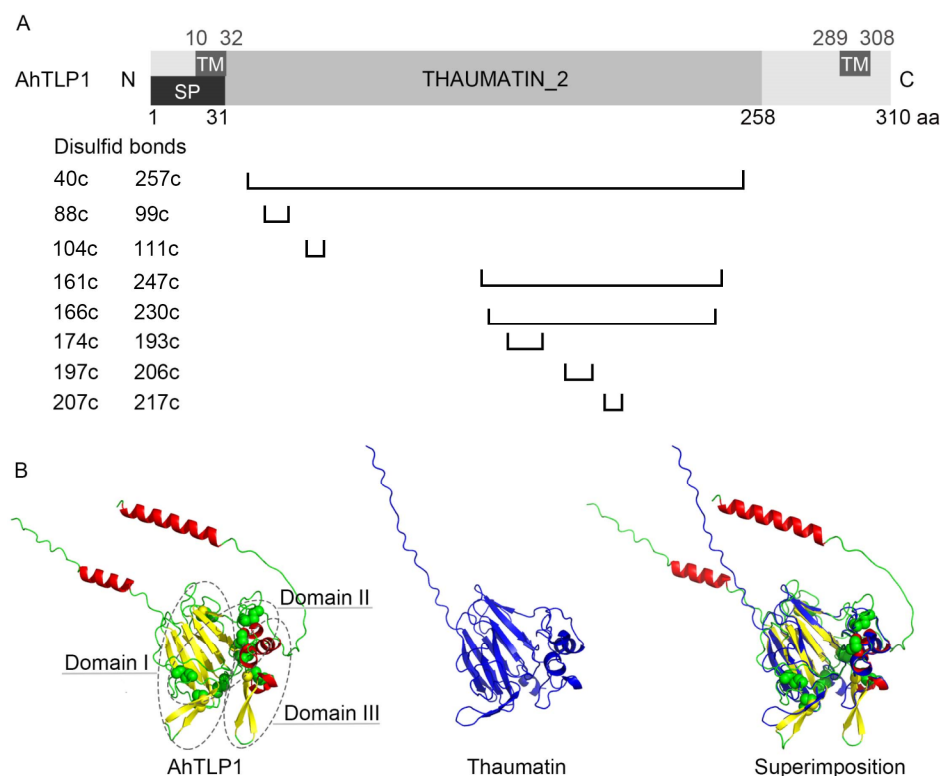 A
10 32 289 308
AhTLP1 N TM SP THAUMATIN_2 TM C
1 31 258 310 aa
Disulfid bonds
40c 257c
88c 99c
104c 111c
161c 247c
166c 230c
174c 193c
197c 206c
207c 217c
B
Domain II
Domain I
Domain III
AhTLP1 Thaumatin Superimposition